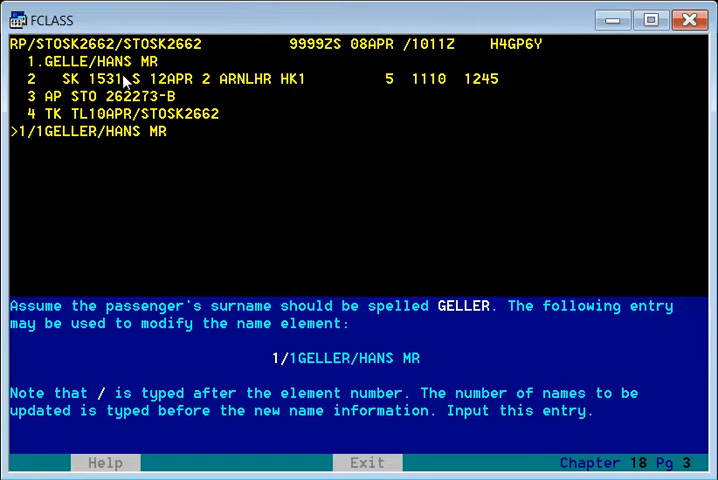 FCLASS
RP/STOSK2662/STOSK2662 9999ZS 08APR /1011Z H4GP6Y
1.GELLE/HANS MR
2 SK 1531 S 12APR 2 ARNLHR HK1 5 1110 1245
3 AP STO 262273-B
4 TK TL10APR/STOSK2662
>1/1GELLER/HANS MR
Assume the passenger's surname should be spelled GELLER. The following entry
may be used to modify the name element:
1/1GELLER/HANS MR
Note that / is typed after the element number. The number of names to be
updated is typed before the new name information. Input this entry.
Help Exit Chapter 18 Pg 3